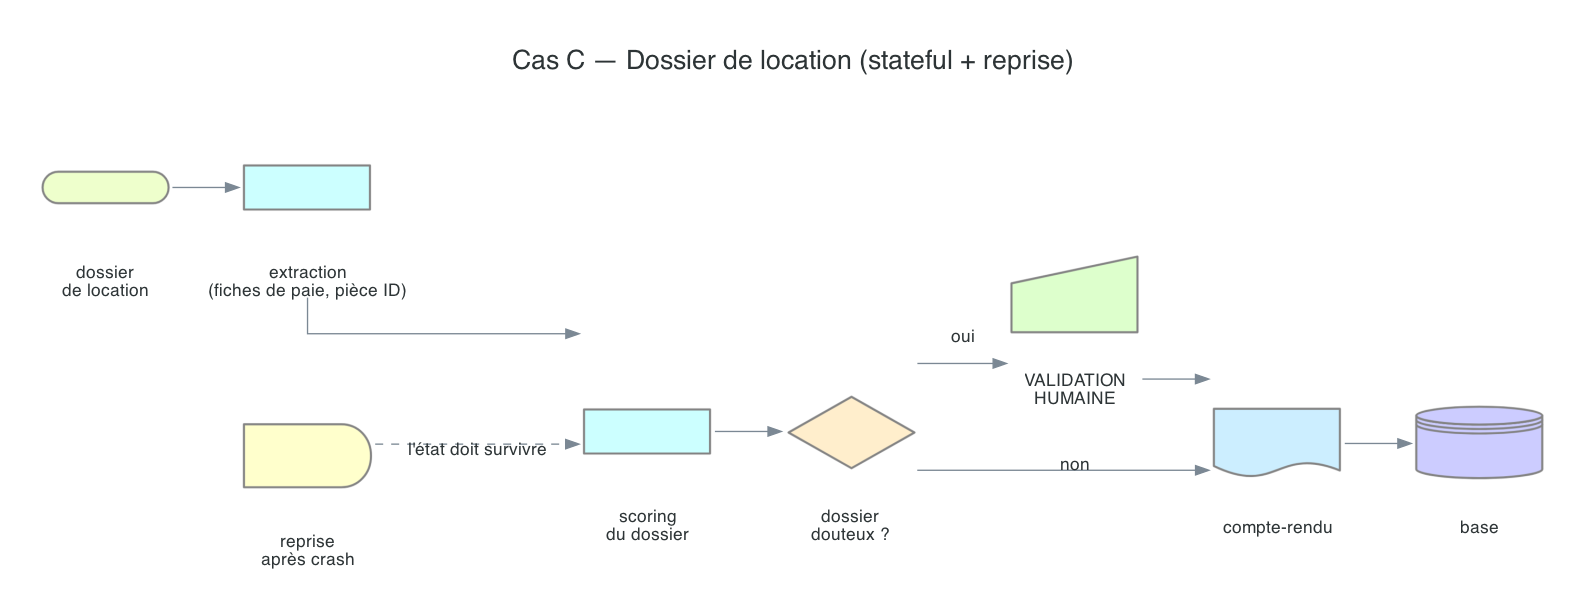 Cas C — Dossier de location (stateful + reprise)
dossier
de location
extraction
(fiches de paie, pièce ID)
oui
VALIDATION
HUMAINE
l'état doit survivre
non
reprise
après crash
scoring
du dossier
dossier
douteux ?
compte-rendu
base